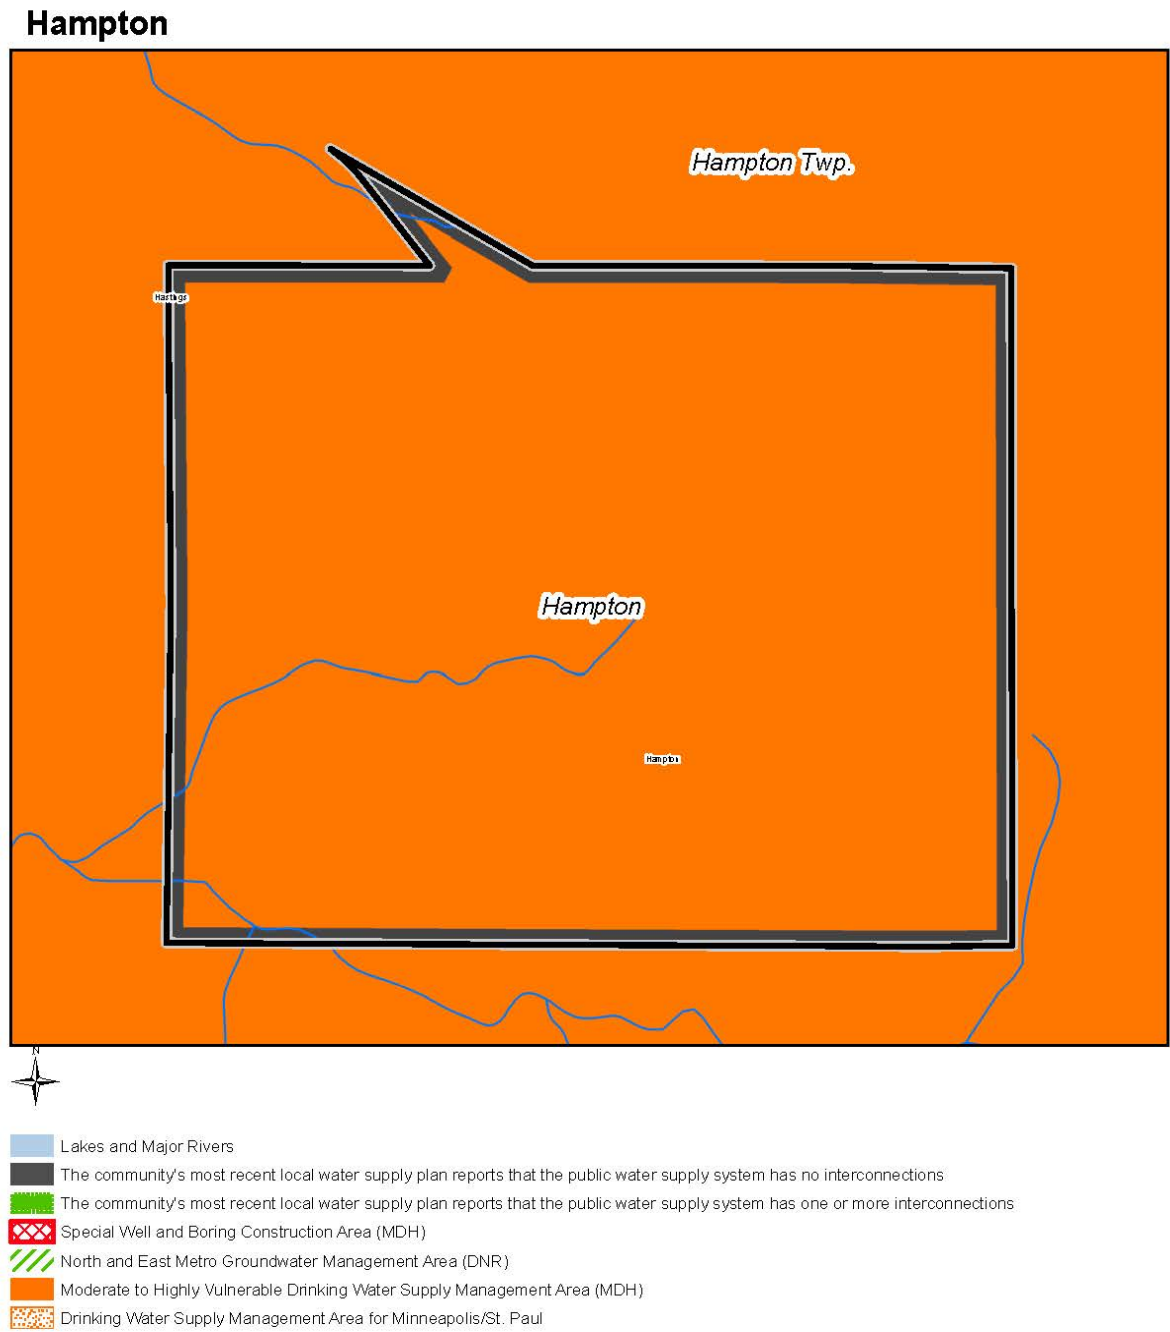 Hampton
Hampton Twp.
Hastings
Hampton
Hampton
N
Lakes and Major Rivers
The community's most recent local water supply plan reports that the public water supply system has no interconnections
The community's most recent local water supply plan reports that the public water supply system has one or more interconnections
Special Well and Boring Construction Area (MDH)
North and East Metro Groundwater Management Area (DNR)
Moderate to Highly Vulnerable Drinking Water Supply Management Area (MDH)
Drinking Water Supply Management Area for Minneapolis/St. Paul